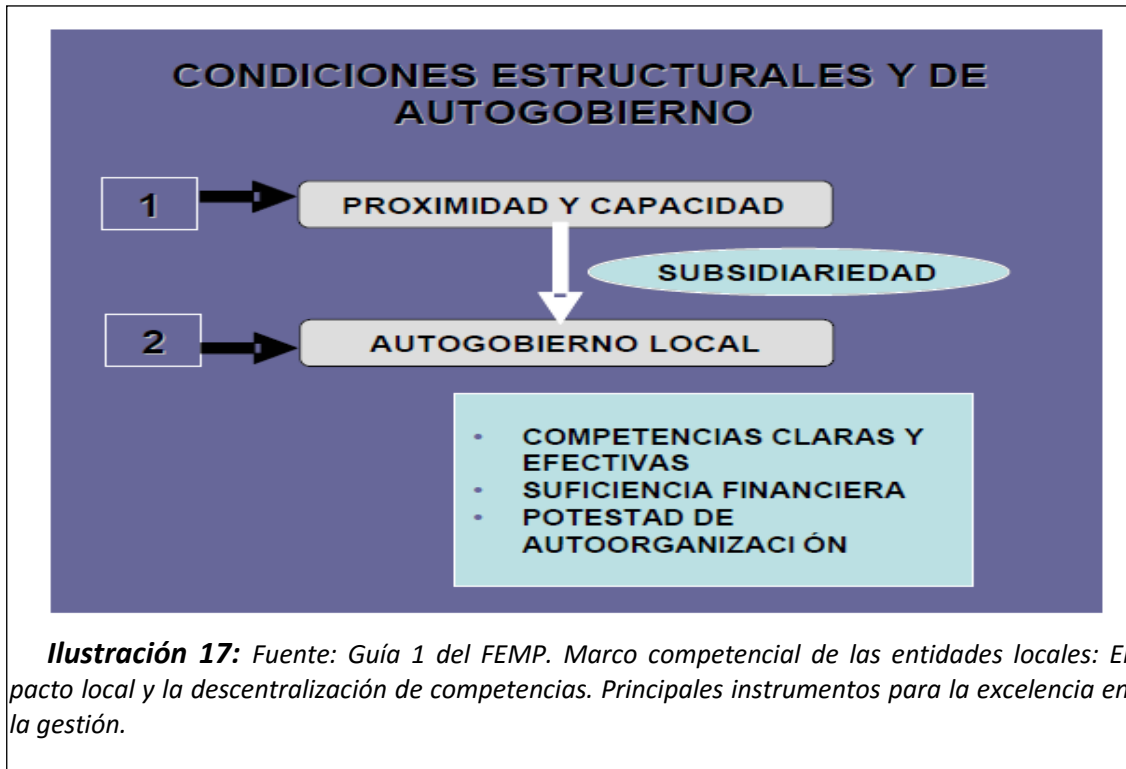 CONDICIONES ESTRUCTURALES Y DE
AUTOGOBIERNO
1
PROXIMIDAD Y CAPACIDAD
SUBSIDIARIEDAD
2
AUTOGOBIERNO LOCAL
• COMPETENCIAS CLARAS Y
EFECTIVAS
• SUFICIENCIA FINANCIERA
• POTESTAD DE
AUTOORGANIZACI ÓN
Ilustración 17: Fuente: Guía 1 del FEMP. Marco competencial de las entidades locales: El
pacto local y la descentralización de competencias. Principales instrumentos para la excelencia en
la gestión.